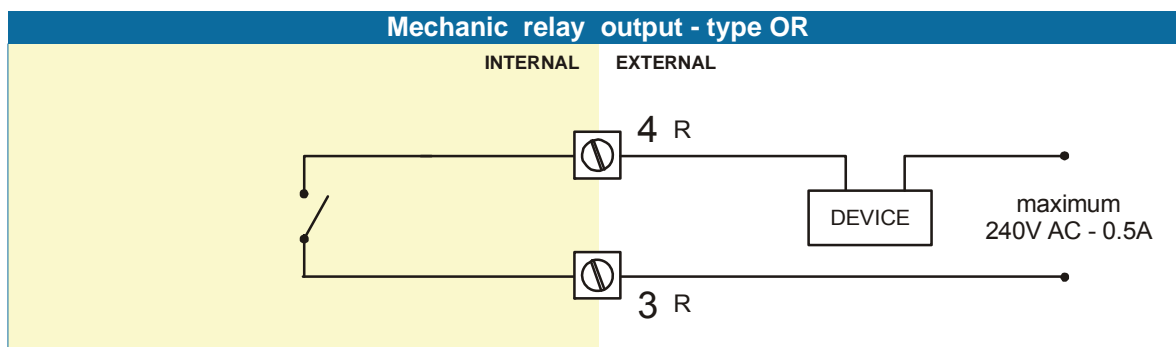 Mechanic relay output - type OR
INTERNAL EXTERNAL
4 R
DEVICE
maximum
240V AC - 0.5A
3 R